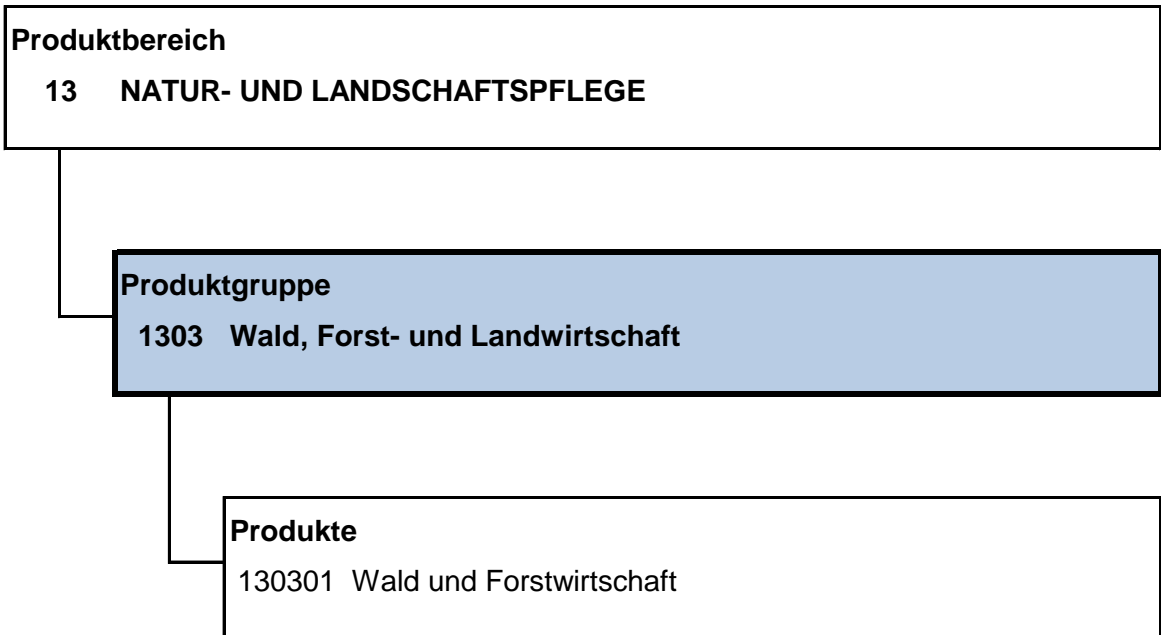 Produktbereich
13 NATUR- UND LANDSCHAFTSPFLEGE
Produktgruppe
1303 Wald, Forst- und Landwirtschaft
Produkte
130301 Wald und Forstwirtschaft